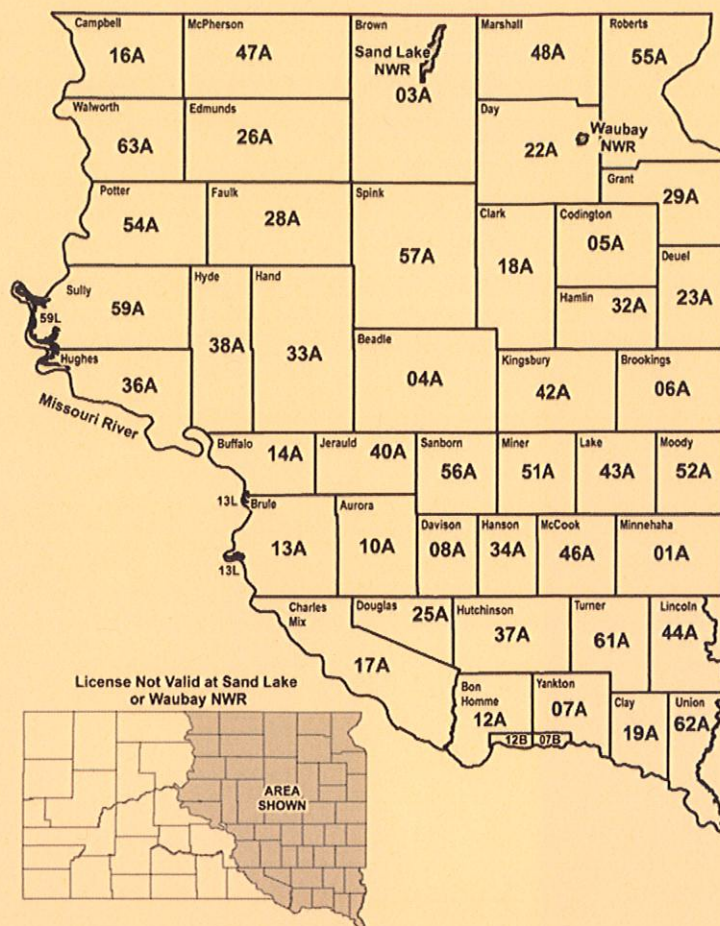 Campbell
16A
McPherson
47A
Brown
Sand Lake
NWR
03A
Marshall
48A
Roberts
55A
Walworth
63A
Edmunds
26A
Day
22A
Waubay
NWR
Grant
29A
Potter
54A
Faulk
28A
Spink
57A
Clark
18A
Codington
05A
Deuel
23A
Hamlin
32A
Sully
59A
59L
Hyde
38A
Hand
33A
Hughes
36A
Beadle
04A
Kingsbury
42A
Brookings
06A
Missouri River
Buffalo
14A
Jerauld
40A
Sanborn
56A
Miner
51A
Lake
43A
Moody
52A
13L
Brule
13A
13L
Aurora
10A
Davison
08A
Hanson
34A
McCook
46A
Minnehaha
01A
Charles
Mix
17A
Douglas
25A
Hutchinson
37A
Turner
61A
Lincoln
44A
Bon
Homme
12A
12B
Yankton
07A
07B
Clay
19A
Union
62A
License Not Valid at Sand Lake
or Waubay NWR
AREA
SHOWN